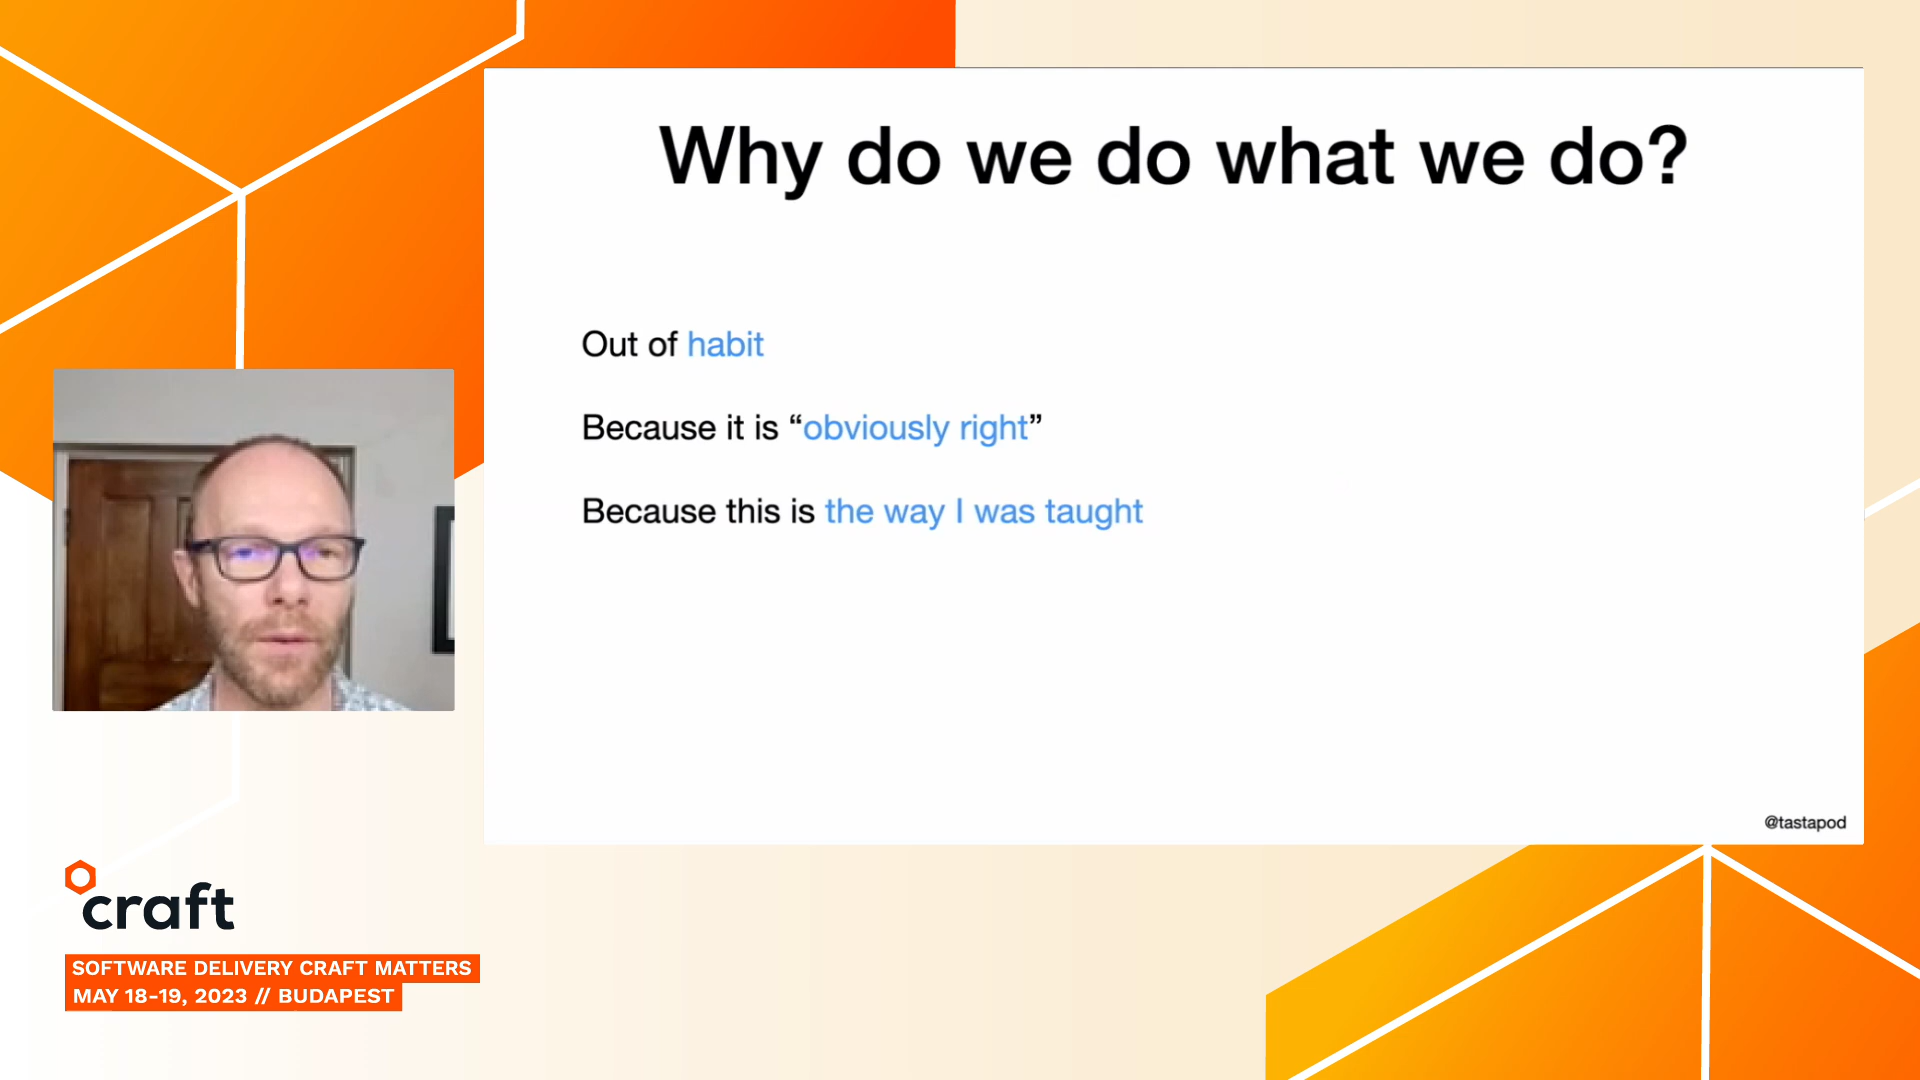 Why do we do what we do?
Out of habit
Because it is “obviously right”
Because this is the way I was taught
@tastapod
craft
SOFTWARE DELIVERY CRAFT MATTERS
MAY 18-19, 2023 // BUDAPEST